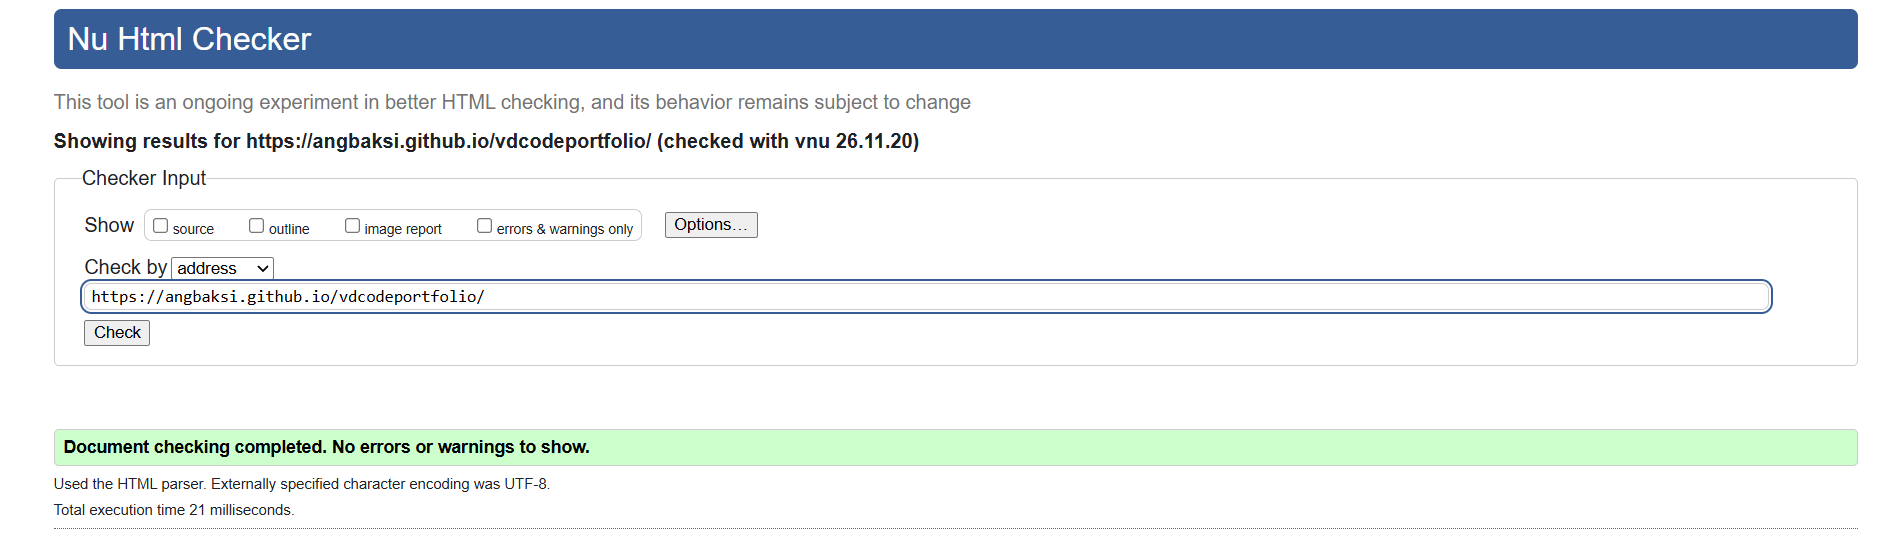 Nu Html Checker
This tool is an ongoing experiment in better HTML checking, and its behavior remains subject to change
Showing results for https://angbaksi.github.io/vdcodeportfolio/ (checked with vnu 26.11.20)
Checker Input
Show source outline image report errors & warnings only Options…
Check by address
https://angbaksi.github.io/vdcodeportfolio/
Check
Document checking completed. No errors or warnings to show.
Used the HTML parser. Externally specified character encoding was UTF-8.
Total execution time 21 milliseconds.